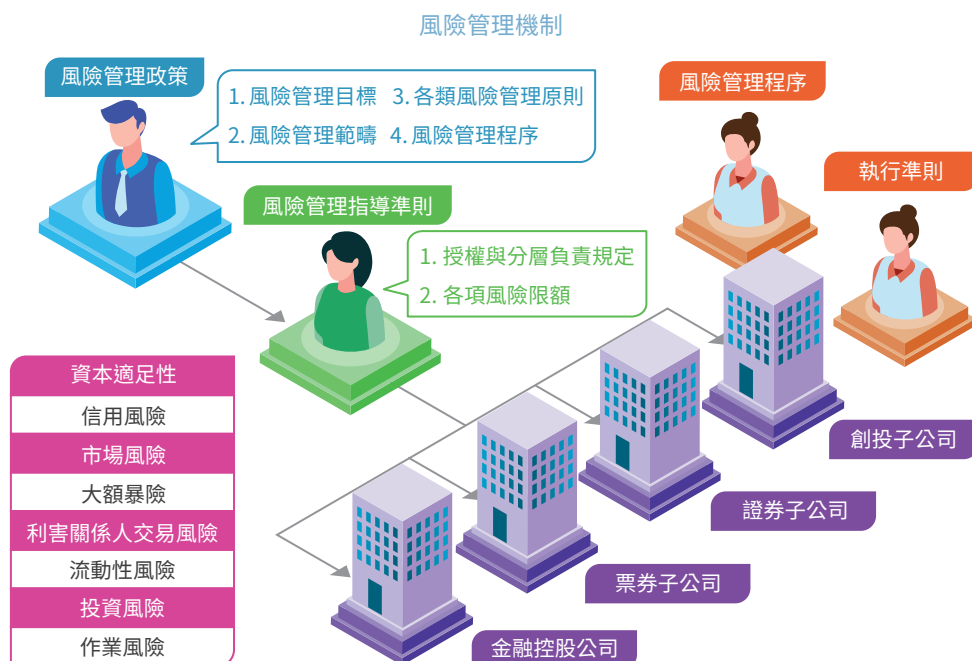 風險管理機制
風險管理政策
1. 風險管理目標 3. 各類風險管理原則
2. 風險管理範疇 4. 風險管理程序
風險管理指導準則
1. 授權與分層負責規定
2. 各項風險限額
風險管理程序
執行準則
資本適足性
信用風險
市場風險
大額暴險
利害關係人交易風險
流動性風險
投資風險
作業風險
創投子公司
證券子公司
票券子公司
金融控股公司